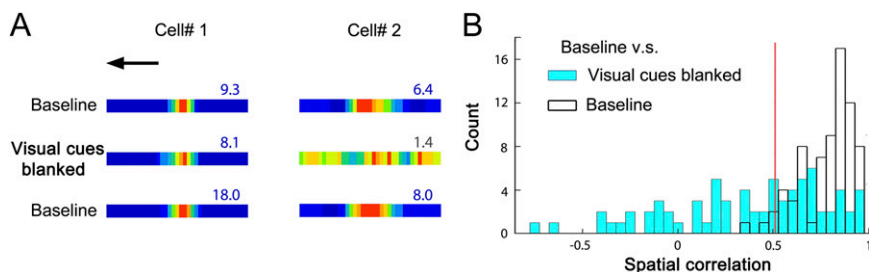 A
Cell# 1
Cell# 2
9.3
6.4
Baseline
8.1
1.4
Visual cues
blanked
18.0
8.0
Baseline
B
Baseline v.s.
Visual cues blanked
Baseline
Count
16
12
8
4
0
-0.5
0
0.5
1
Spatial correlation